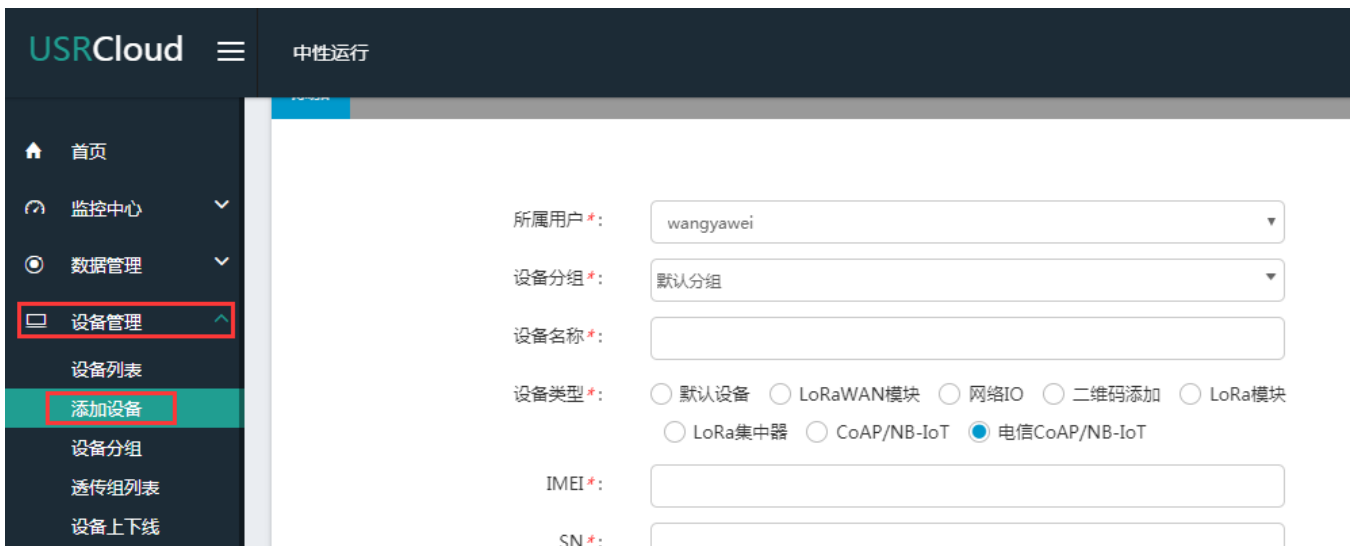 USRCloud 中性运行
首页
监控中心
数据管理
设备管理
设备列表
添加设备
设备分组
透传组列表
设备上下线
所属用户*: wangyawei
设备分组*: 默认分组
设备名称*:
设备类型*: 默认设备 LoRaWAN模块 网络IO 二维码添加 LoRa模块
LoRa集中器 CoAP/NB-IoT 电信CoAP/NB-IoT
IMEI*:
SN*: